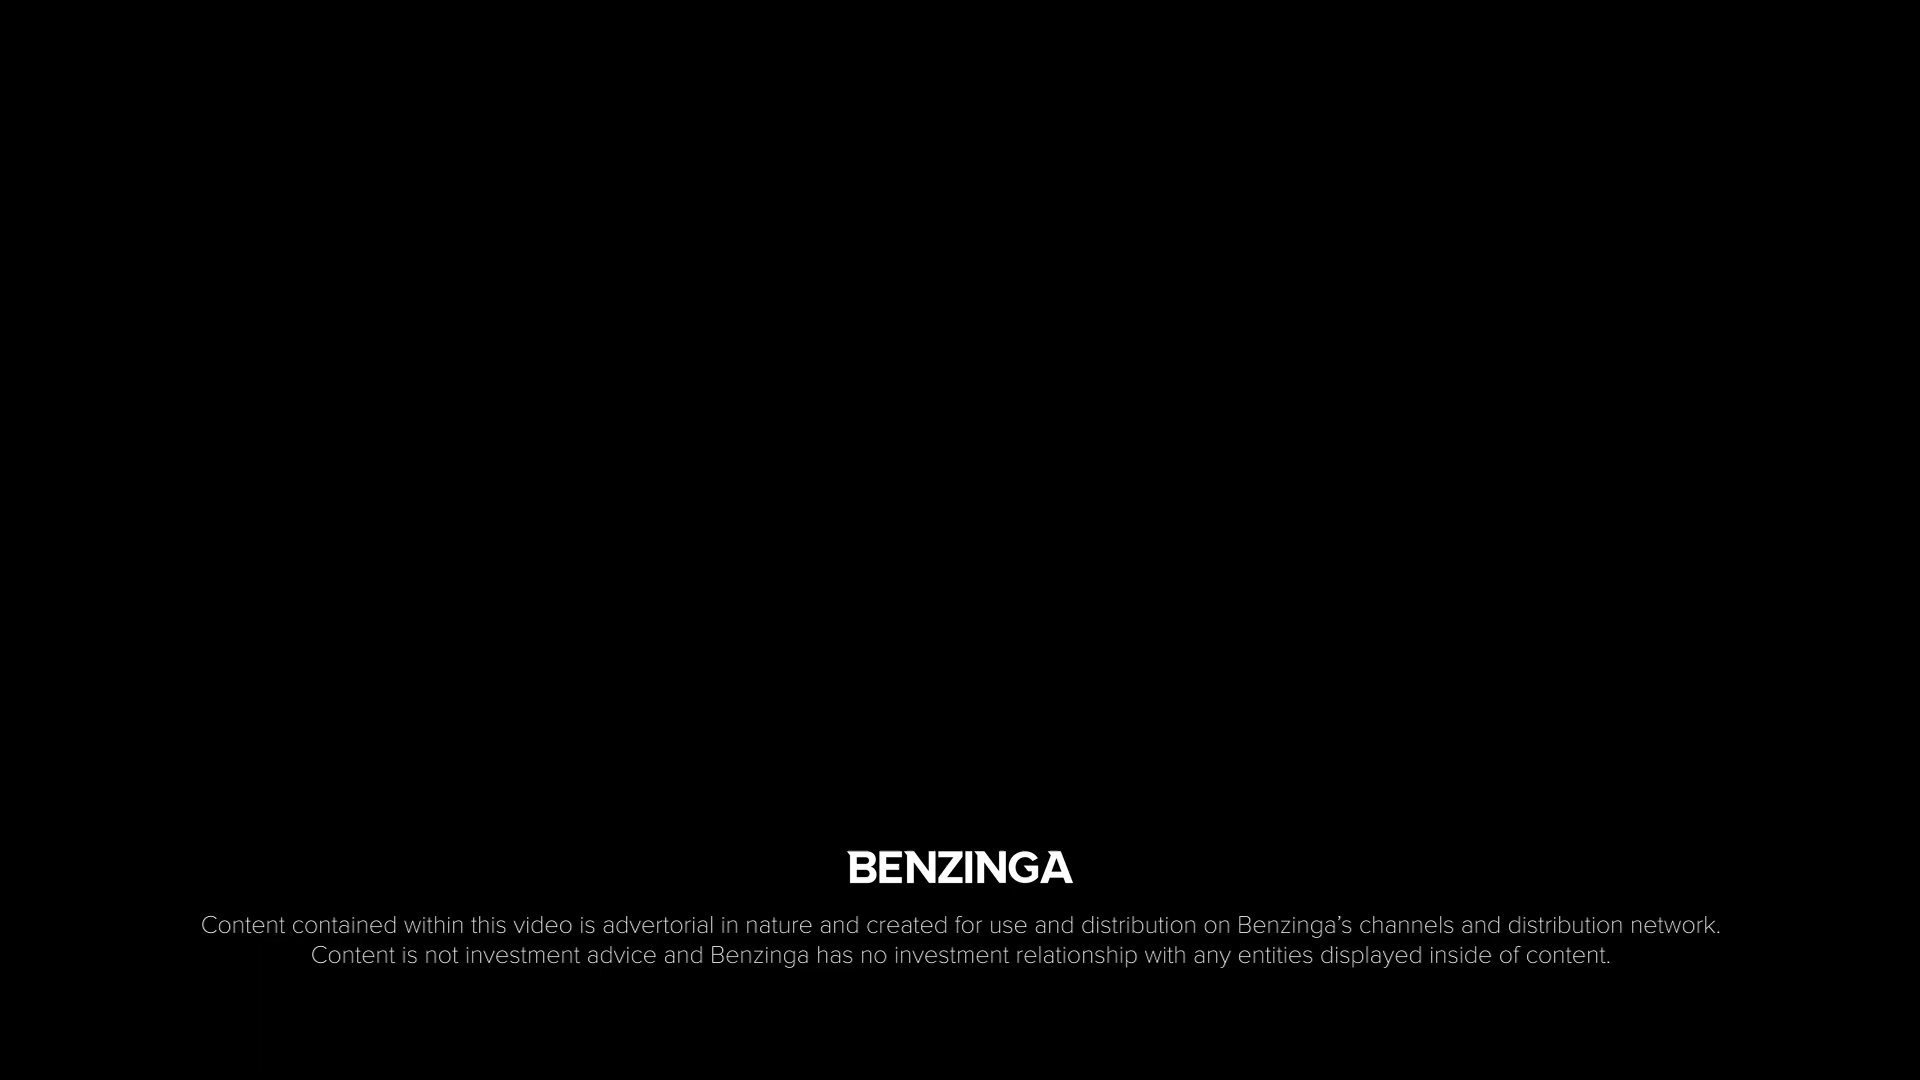 BENZINGA
Content contained within this video is advertorial in nature and created for use and distribution on Benzinga’s channels and distribution network.
Content is not investment advice and Benzinga has no investment relationship with any entities displayed inside of content.